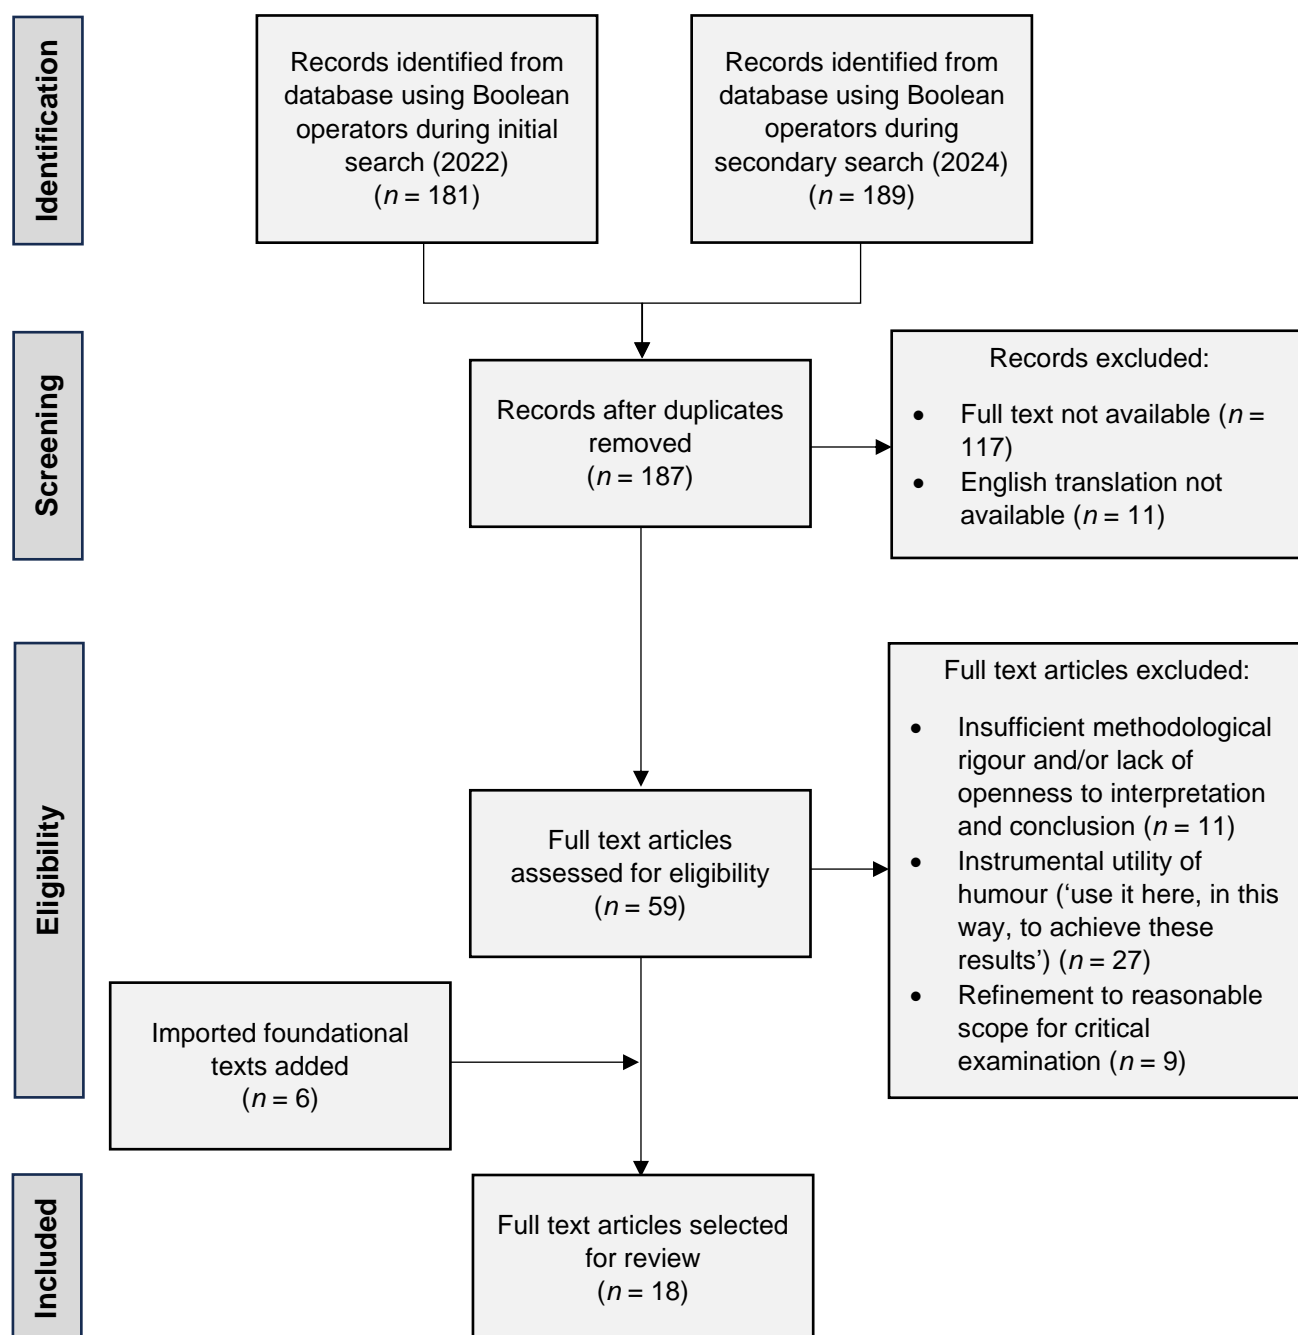 Identification
Records identified from
database using Boolean
operators during initial
search (2022)
(n = 181)
Records identified from
database using Boolean
operators during
secondary search (2024)
(n = 189)
Screening
Records after duplicates
removed
(n = 187)
Records excluded:
• Full text not available (n =
117)
• English translation not
available (n = 11)
Eligibility
Full text articles
assessed for eligibility
(n = 59)
Full text articles excluded:
• Insufficient methodological
rigour and/or lack of
openness to interpretation
and conclusion (n = 11)
• Instrumental utility of
humour (‘use it here, in this
way, to achieve these
results’) (n = 27)
• Refinement to reasonable
scope for critical
examination (n = 9)
Imported foundational
texts added
(n = 6)
Included
Full text articles selected
for review
(n = 18)